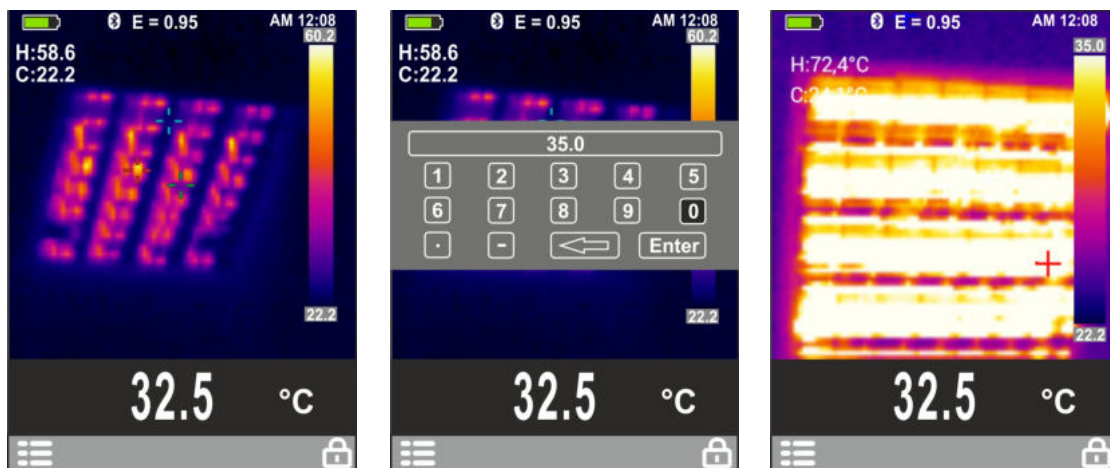 E = 0.95 AM 12:08
60.2
H:58.6
C:22.2
22.2
32.5 °C
E = 0.95 AM 12:08
60.2
H:58.6
C:22.2
35.0
1 2 3 4 5
6 7 8 9 0
. - Enter
22.2
32.5 °C
E = 0.95 AM 12:08
35.0
H:72,4°C
22.2
32.5 °C